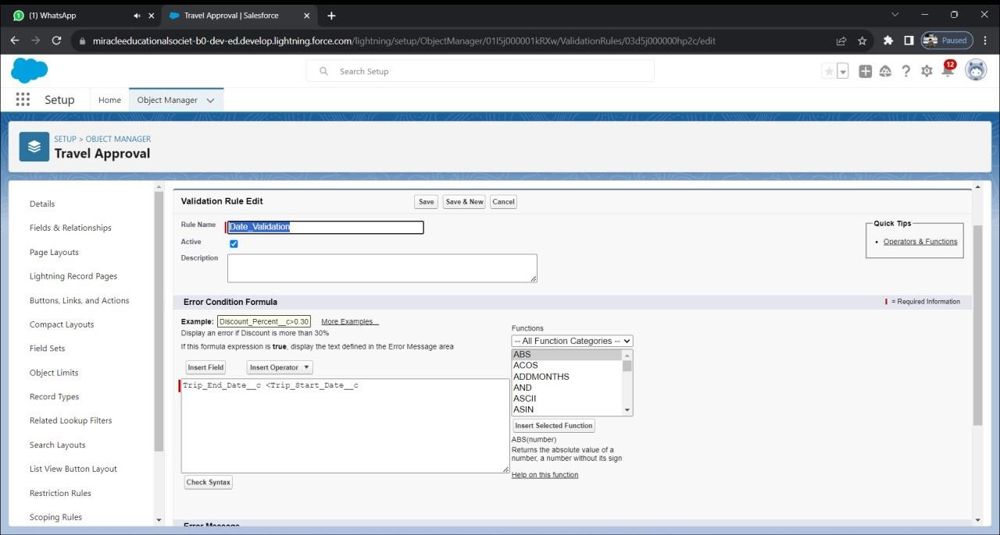 (1) WhatsApp
Travel Approval | Salesforce
miracleeducationalsociet-b0-dev-ed.develop.lightning.force.com/lightning/setup/ObjectManager/01I5j000001kRXw/ValidationRules/03d5j000000hp2c/edit
Paused
Search Setup
12
Setup
Home
Object Manager
SETUP > OBJECT MANAGER
Travel Approval
Details
Fields & Relationships
Page Layouts
Lightning Record Pages
Buttons, Links, and Actions
Compact Layouts
Field Sets
Object Limits
Record Types
Related Lookup Filters
Search Layouts
List View Button Layout
Restriction Rules
Scoping Rules
Validation Rule Edit
Save
Save & New
Cancel
Rule Name
Date_Validation
Active
Description
Quick Tips
• Operators & Functions
Error Condition Formula
= Required Information
Example:
Discount_Percent__c>0.30
More Examples...
Display an error if Discount is more than 30%
If this formula expression is true, display the text defined in the Error Message area
Insert Field
Insert Operator
Trip_End_Date__c <Trip_Start_Date__c
Check Syntax
Functions
-- All Function Categories --
ABS
ACOS
ADDMONTHS
AND
ASCII
ASIN
Insert Selected Function
ABS(number)
Returns the absolute value of a
number, a number without its sign
Help on this function
Error Message